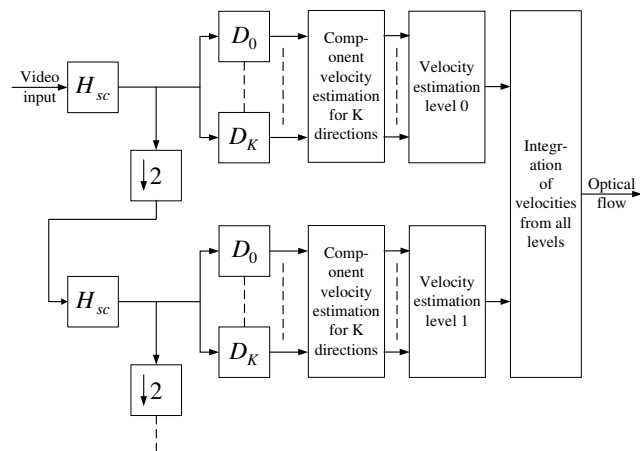 Video
input
H_sc
D_0
D_K
Comp-
onent
velocity
estimation
for K
directions
Velocity
estimation
level 0
↓2
Integr-
ation
of
velocities
from all
levels
Optical
flow
H_sc
D_0
D_K
Comp-
onent
velocity
estimation
for K
directions
Velocity
estimation
level 1
↓2